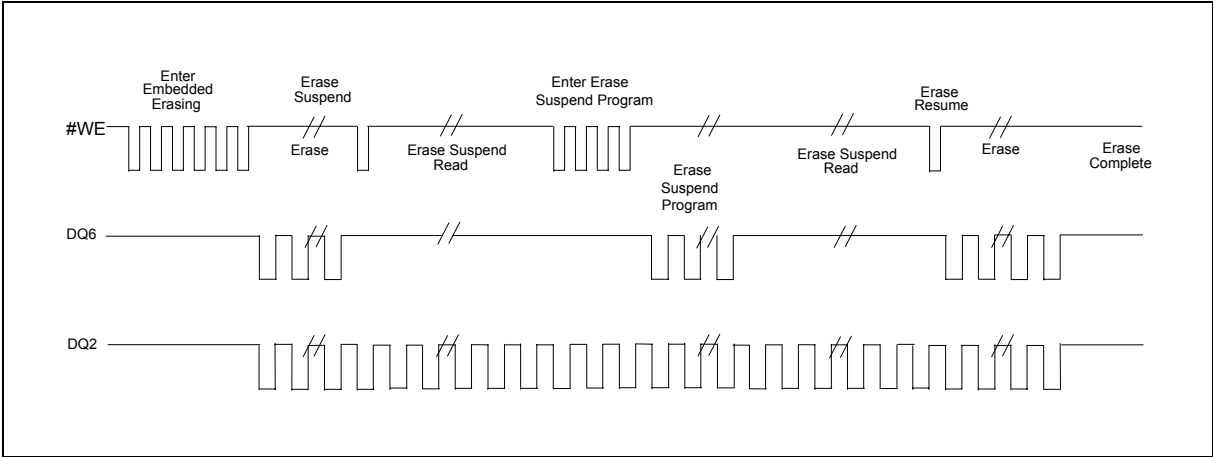 Enter
Embedded
Erasing
Erase
Suspend
Enter Erase
Suspend Program
Erase
Resume
#WE
Erase
Erase Suspend
Read
Erase
Suspend
Program
Erase Suspend
Read
Erase
Erase
Complete
DQ6
DQ2